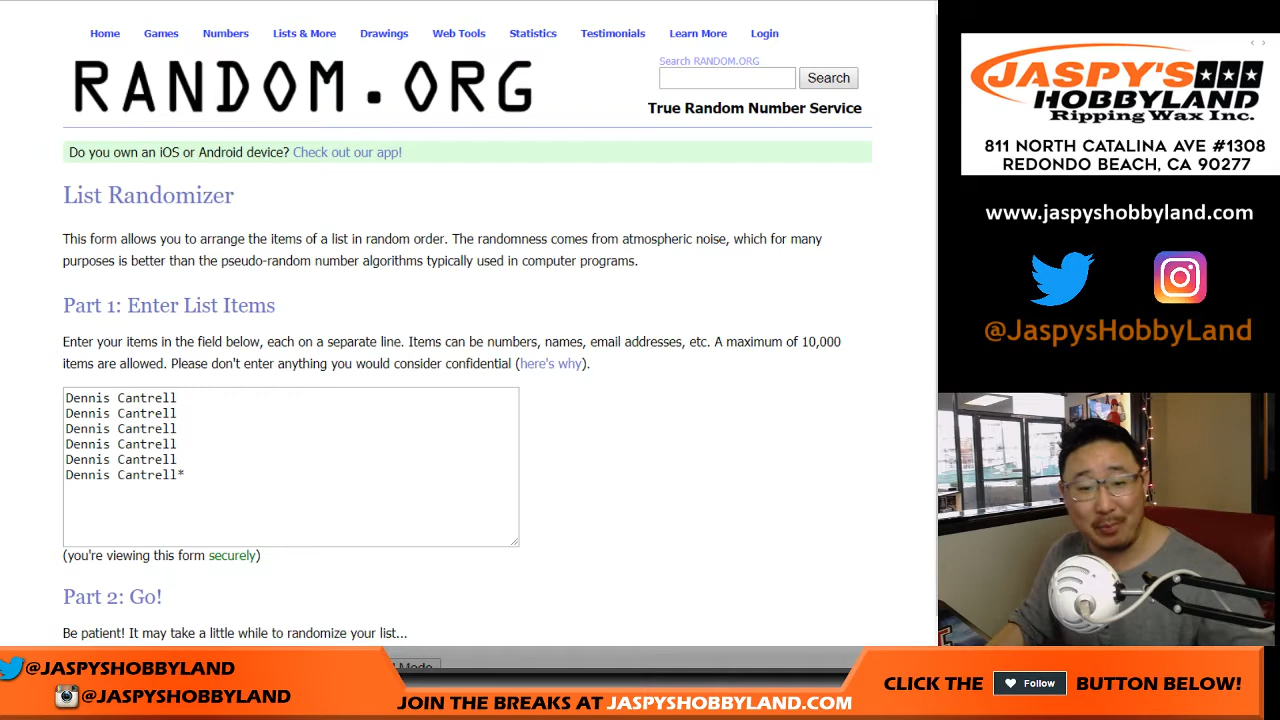 Home Games Numbers Lists & More Drawings Web Tools Statistics Testimonials Learn More Login
RANDOM.ORG
Search RANDOM.ORG
Search
True Random Number Service
Do you own an iOS or Android device? Check out our app!
List Randomizer
This form allows you to arrange the items of a list in random order. The randomness comes from atmospheric noise, which for many
purposes is better than the pseudo-random number algorithms typically used in computer programs.
Part 1: Enter List Items
Enter your items in the field below, each on a separate line. Items can be numbers, names, email addresses, etc. A maximum of 10,000
items are allowed. Please don't enter anything you would consider confidential (here's why).
Dennis Cantrell
Dennis Cantrell
Dennis Cantrell
Dennis Cantrell
Dennis Cantrell
Dennis Cantrell*
(you're viewing this form securely)
Part 2: Go!
Be patient! It may take a little while to randomize your list...
JASPY'S
HOBBYLAND
Ripping Wax Inc.
811 NORTH CATALINA AVE #1308
REDONDO BEACH, CA 90277
www.jaspyshobbyland.com
@JaspysHobbyLand
@JASPYSHOBBYLAND
@JASPYSHOBBYLAND
JOIN THE BREAKS AT JASPYSHOBBYLAND.COM
CLICK THE Follow BUTTON BELOW!